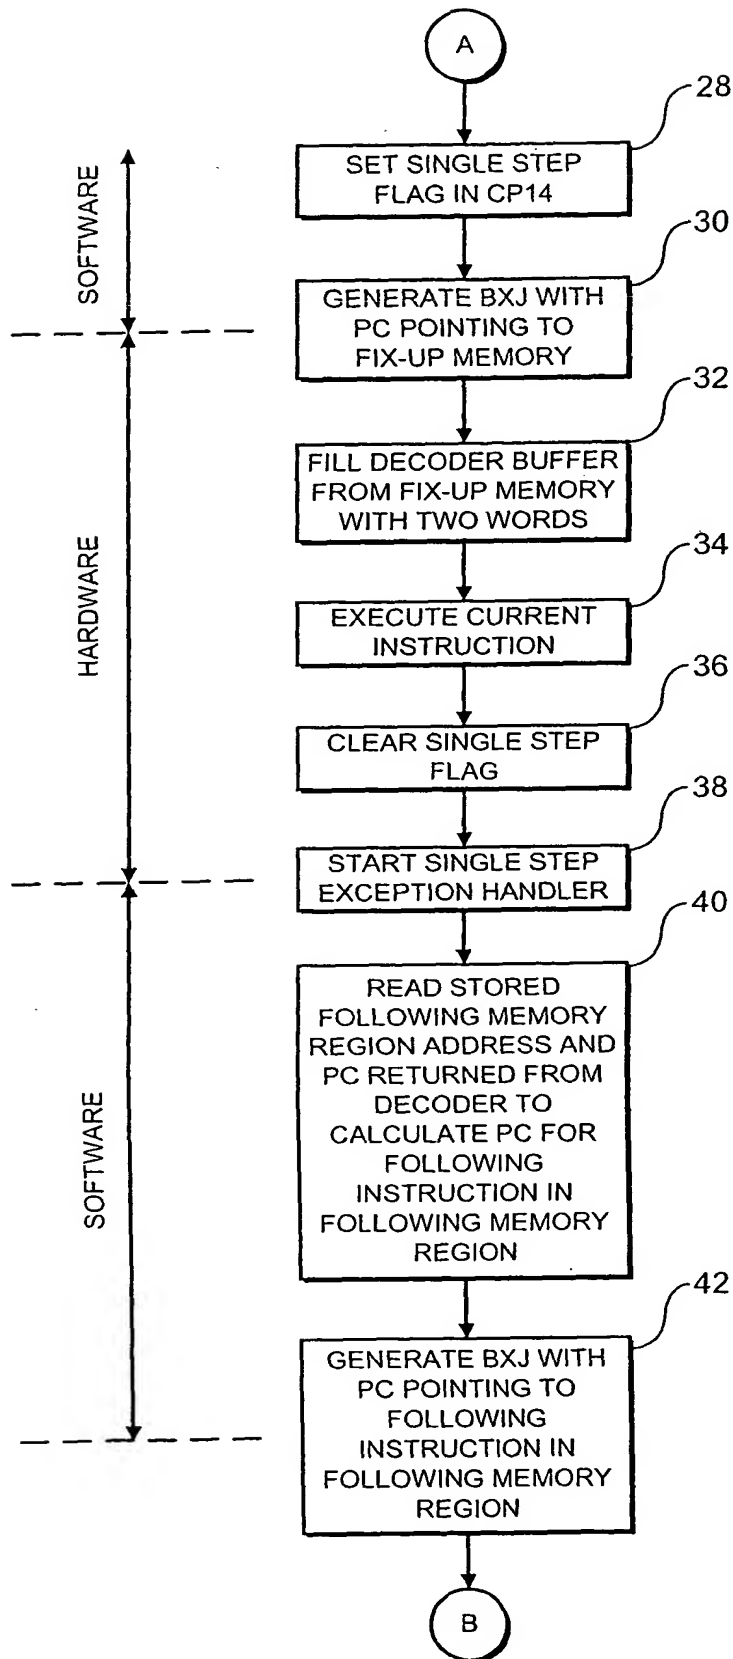 A
28
SET SINGLE STEP
FLAG IN CP14
SOFTWARE
30
GENERATE BXJ WITH
PC POINTING TO
FIX-UP MEMORY
32
FILL DECODER BUFFER
FROM FIX-UP MEMORY
WITH TWO WORDS
HARDWARE
34
EXECUTE CURRENT
INSTRUCTION
36
CLEAR SINGLE STEP
FLAG
38
START SINGLE STEP
EXCEPTION HANDLER
40
READ STORED
FOLLOWING MEMORY
REGION ADDRESS AND
PC RETURNED FROM
DECODER TO
CALCULATE PC FOR
FOLLOWING
INSTRUCTION IN
FOLLOWING MEMORY
REGION
SOFTWARE
42
GENERATE BXJ WITH
PC POINTING TO
FOLLOWING
INSTRUCTION IN
FOLLOWING MEMORY
REGION
B